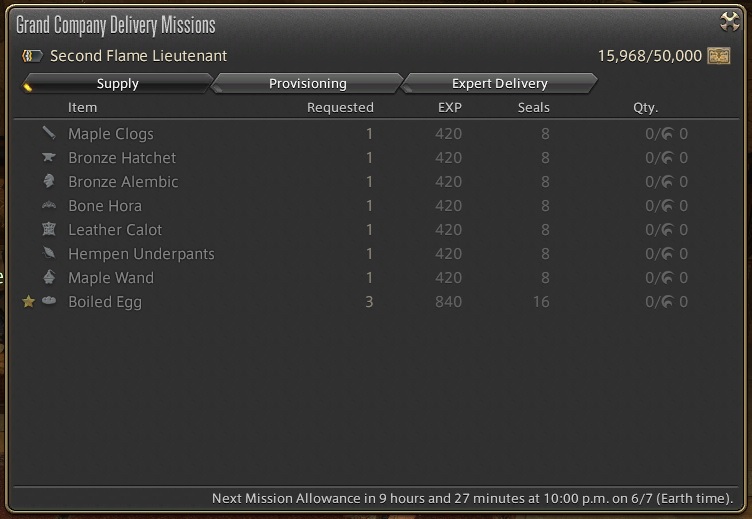 Grand Company Delivery Missions
Second Flame Lieutenant 15,968/50,000
Supply Provisioning Expert Delivery
Item Requested EXP Seals Qty.
Maple Clogs 1 420 8 0/ 0
Bronze Hatchet 1 420 8 0/ 0
Bronze Alembic 1 420 8 0/ 0
Bone Hora 1 420 8 0/ 0
Leather Calot 1 420 8 0/ 0
Hempen Underpants 1 420 8 0/ 0
Maple Wand 1 420 8 0/ 0
Boiled Egg 3 840 16 0/ 0
Next Mission Allowance in 9 hours and 27 minutes at 10:00 p.m. on 6/7 (Earth time).